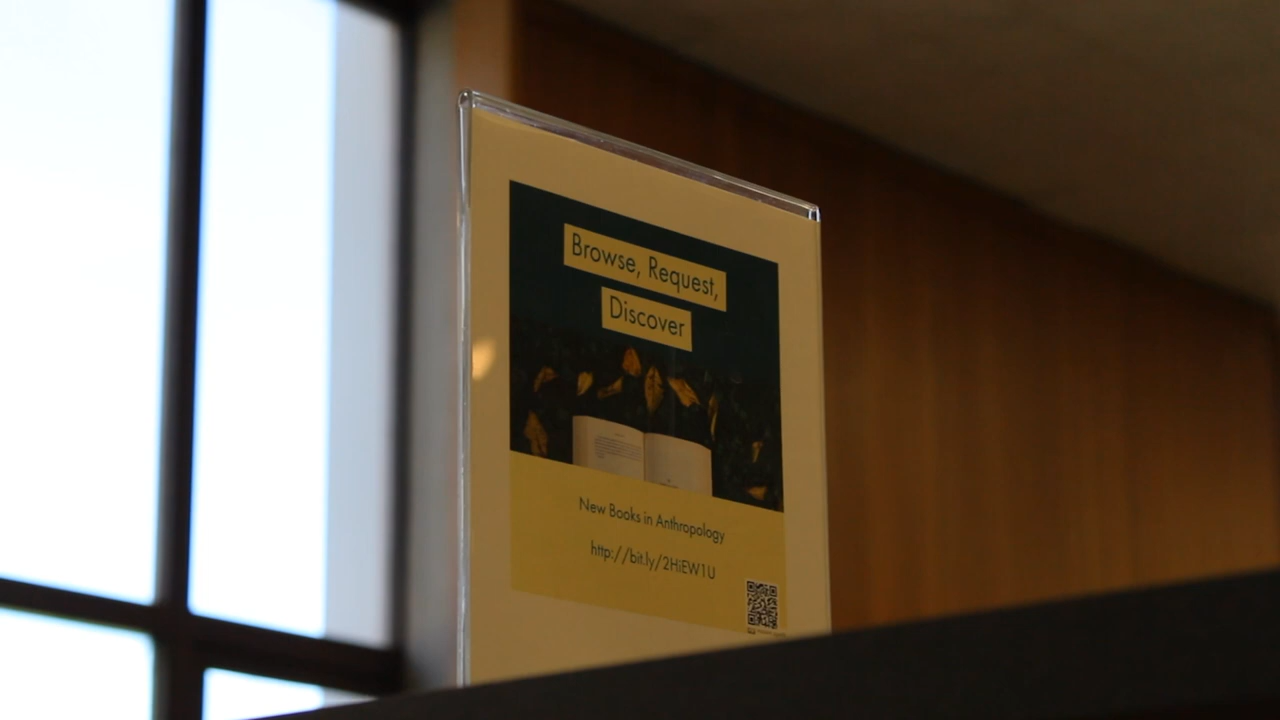 Browse, Request,
Discover
New Books in Anthropology
http://bit.ly/2HiEW1U